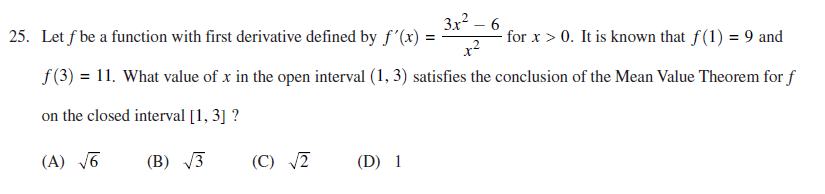 25. Let f be a function with first derivative defined by f′(x) = (3x² − 6)/x² for x > 0. It is known that f(1) = 9 and
f(3) = 11. What value of x in the open interval (1, 3) satisfies the conclusion of the Mean Value Theorem for f
on the closed interval [1, 3] ?
(A) √6 (B) √3 (C) √2 (D) 1